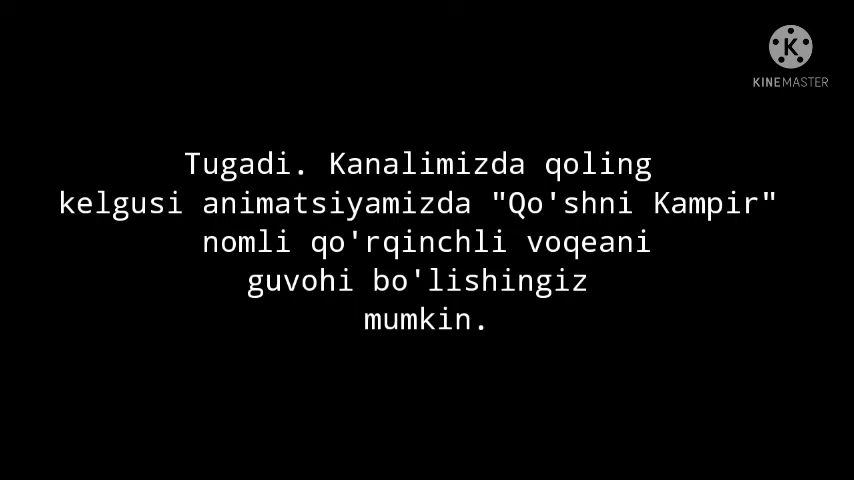 K
KINEMASTER
Tugadi. Kanalimizda qoling
kelgusi animatsiyamizda "Qo'shni Kampir"
nomli qo'rqinchli voqeani
guvohi bo'lishingiz
mumkin.